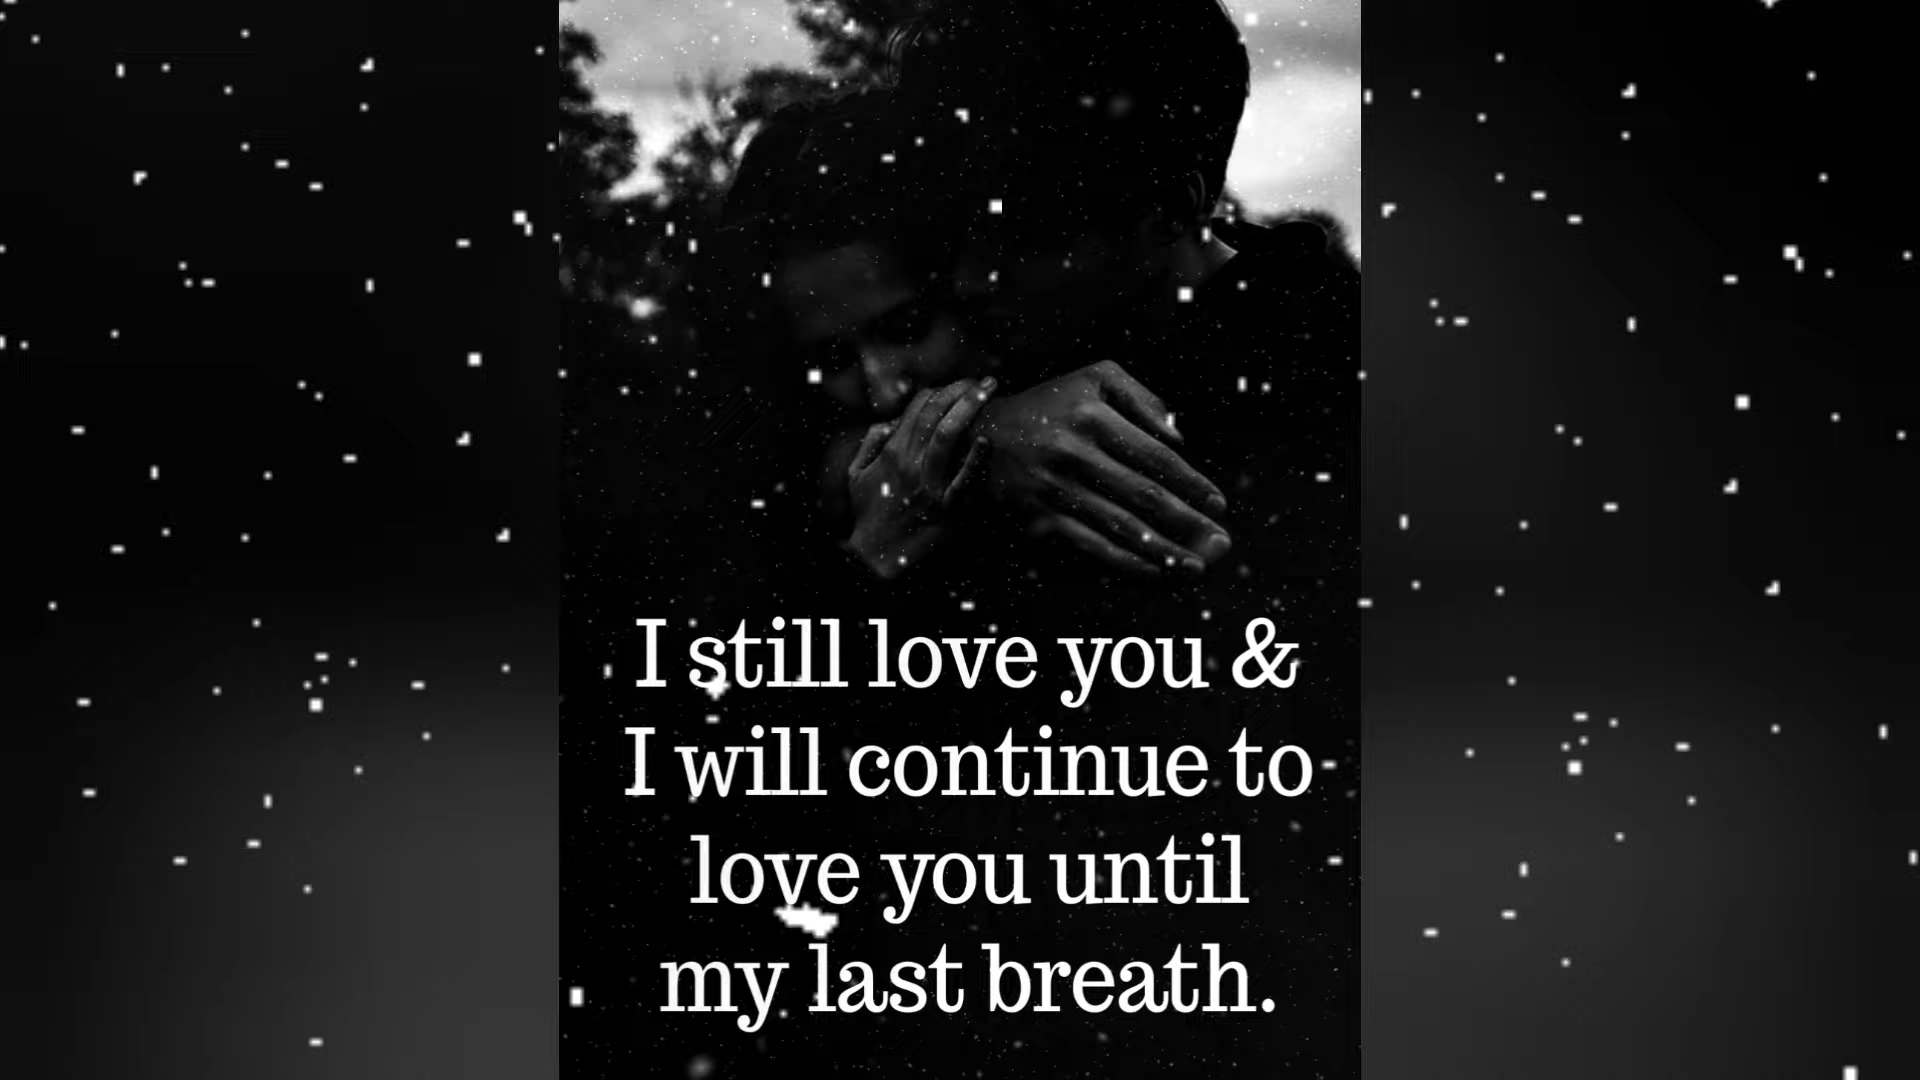 I still love you &
I will continue to
love you until
my last breath.